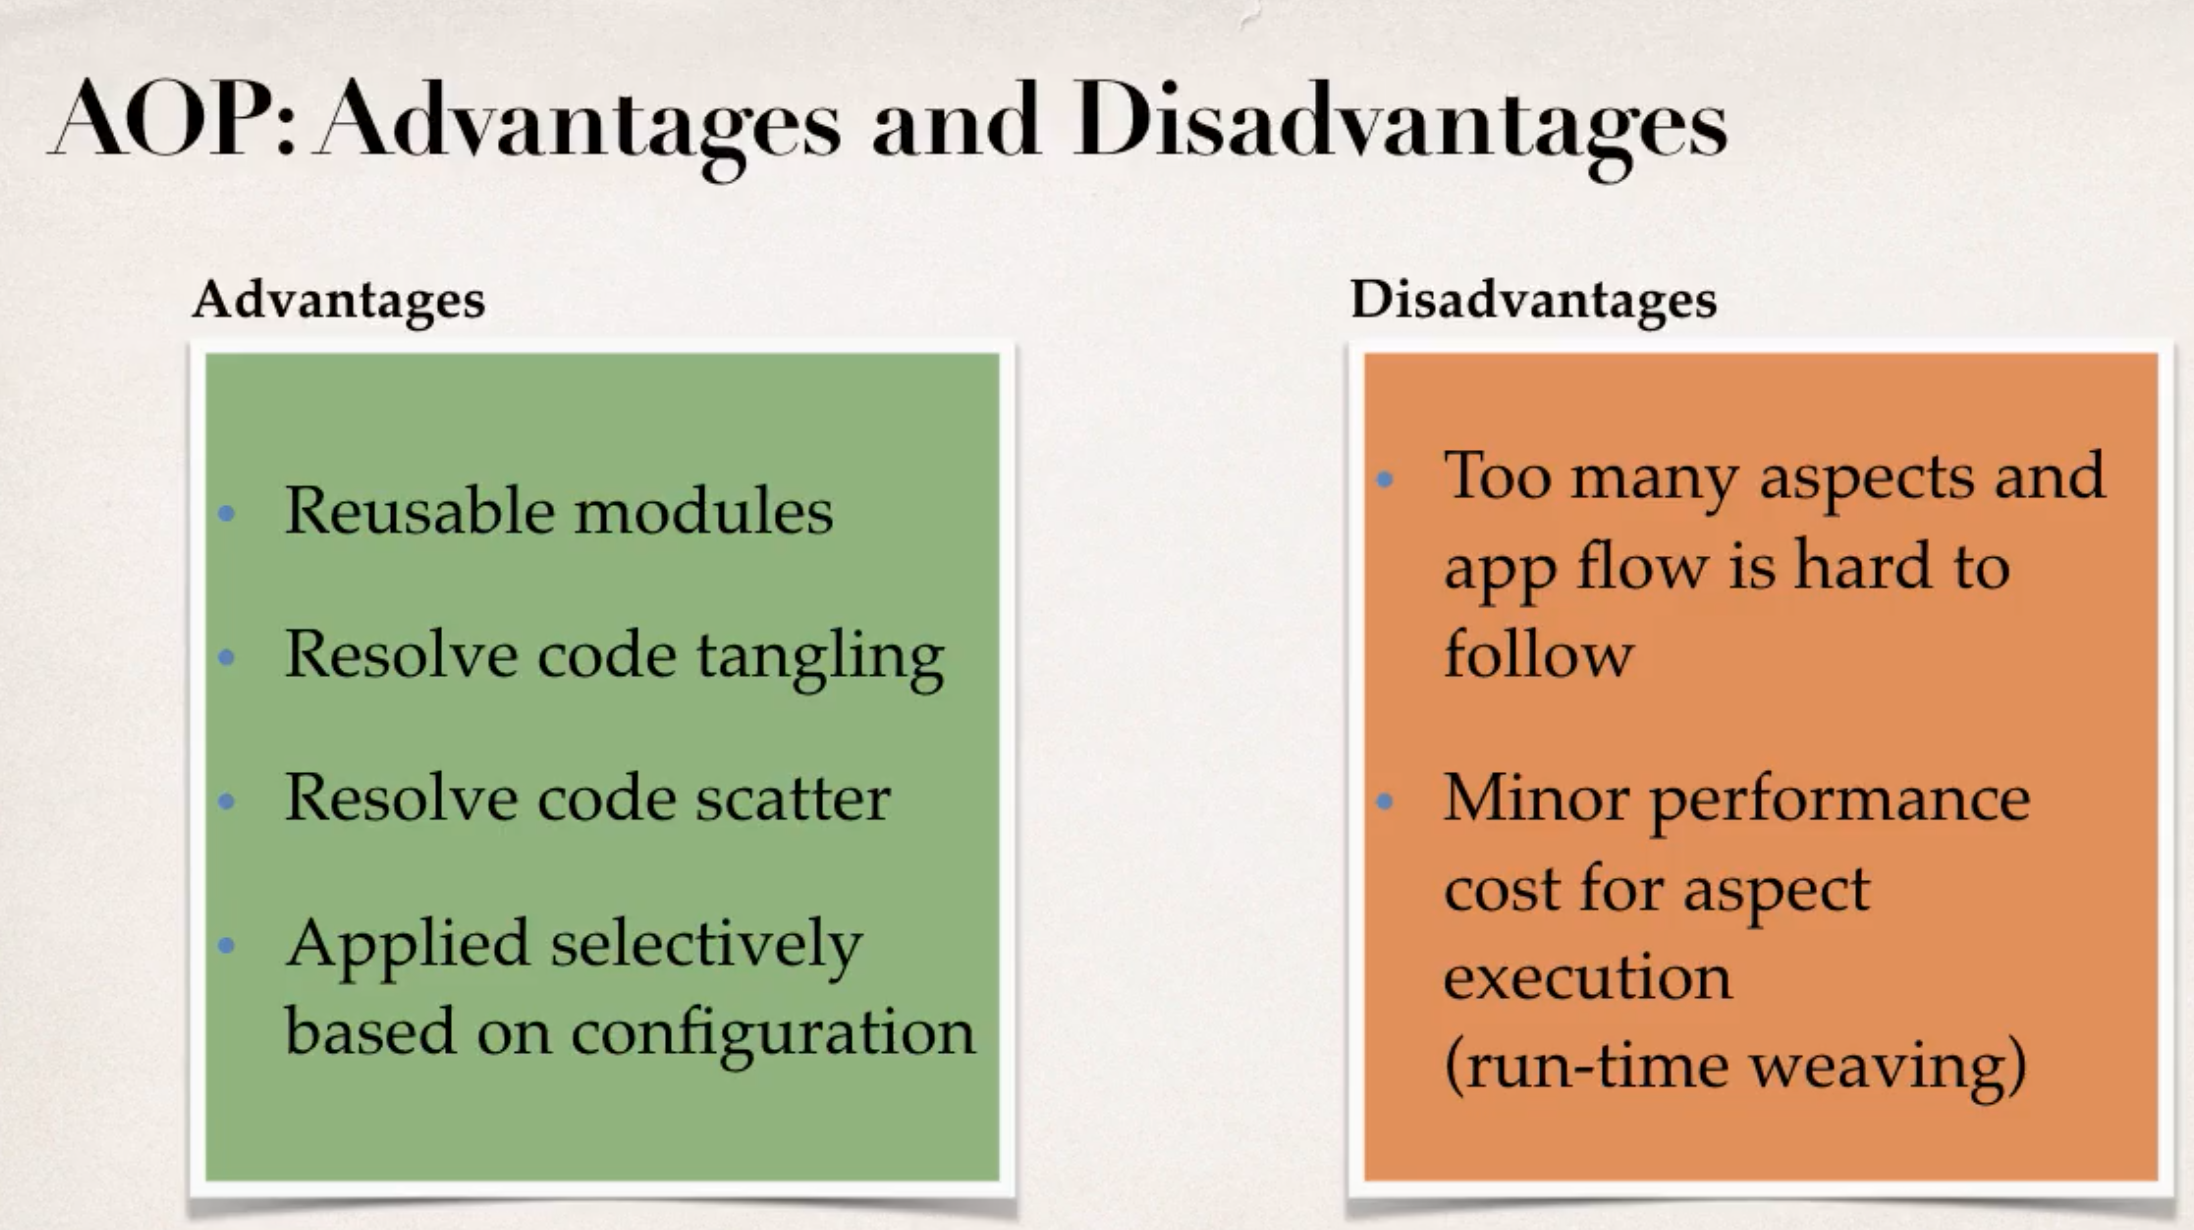 AOP: Advantages and Disadvantages
Advantages
• Reusable modules
• Resolve code tangling
• Resolve code scatter
• Applied selectively
based on configuration
Disadvantages
• Too many aspects and
app flow is hard to
follow
• Minor performance
cost for aspect
execution
(run-time weaving)